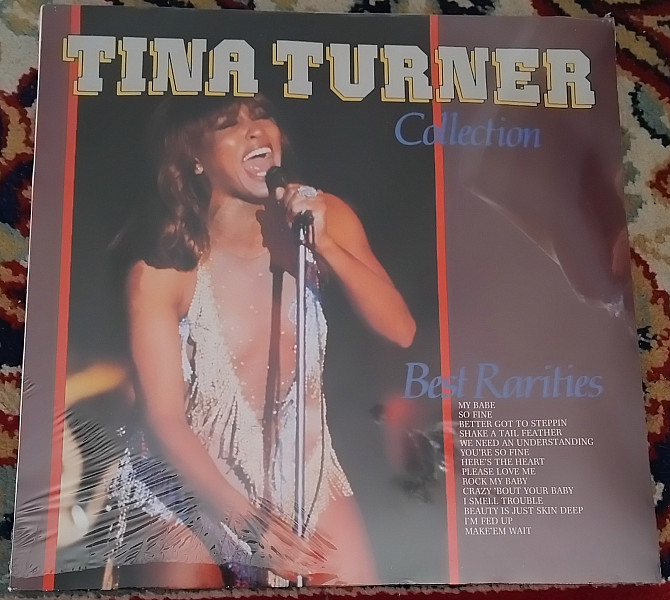 TINA TURNER
Collection
Best Rarities
MY BABE
SO FINE
BETTER GOT TO STEPPIN
SHAKE A TAIL FEATHER
WE NEED AN UNDERSTANDING
YOU'RE SO FINE
HERE'S THE HEART
PLEASE LOVE ME
ROCK MY BABY
CRAZY 'BOUT YOUR BABY
I SMELL TROUBLE
BEAUTY IS JUST SKIN DEEP
I'M FED UP
MAKE'EM WAIT